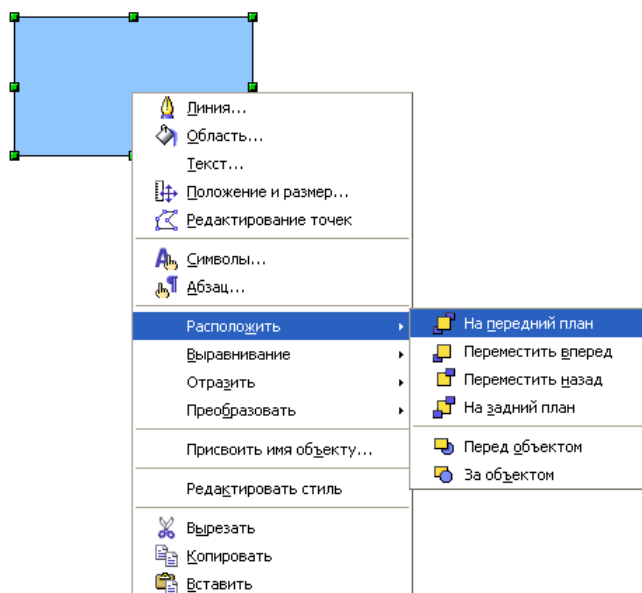 Линия...
Область...
Текст...
Положение и размер...
Редактирование точек
Символы...
Абзац...
Расположить
Выравнивание
Отразить
Преобразовать
Присвоить имя объекту...
Редактировать стиль
Вырезать
Копировать
Вставить
На передний план
Переместить вперед
Переместить назад
На задний план
Перед объектом
За объектом